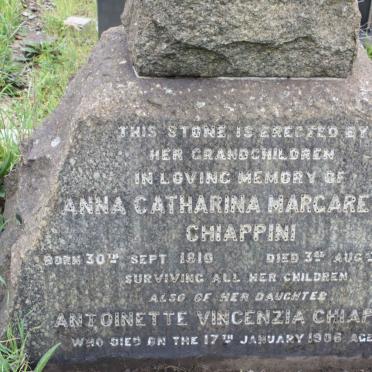 THIS STONE IS ERECTED BY
HER GRANDCHILDREN
IN LOVING MEMORY OF
ANNA CATHARINA MARGARE
CHIAPPINI
BORN 30TH SEPT 1810 DIED 3RD AUG
SURVIVING ALL HER CHILDREN
ALSO OF HER DAUGHTER
ANTOINETTE VINCENZIA CHIAP
WHO DIED ON THE 17TH JANUARY 1906 AGE